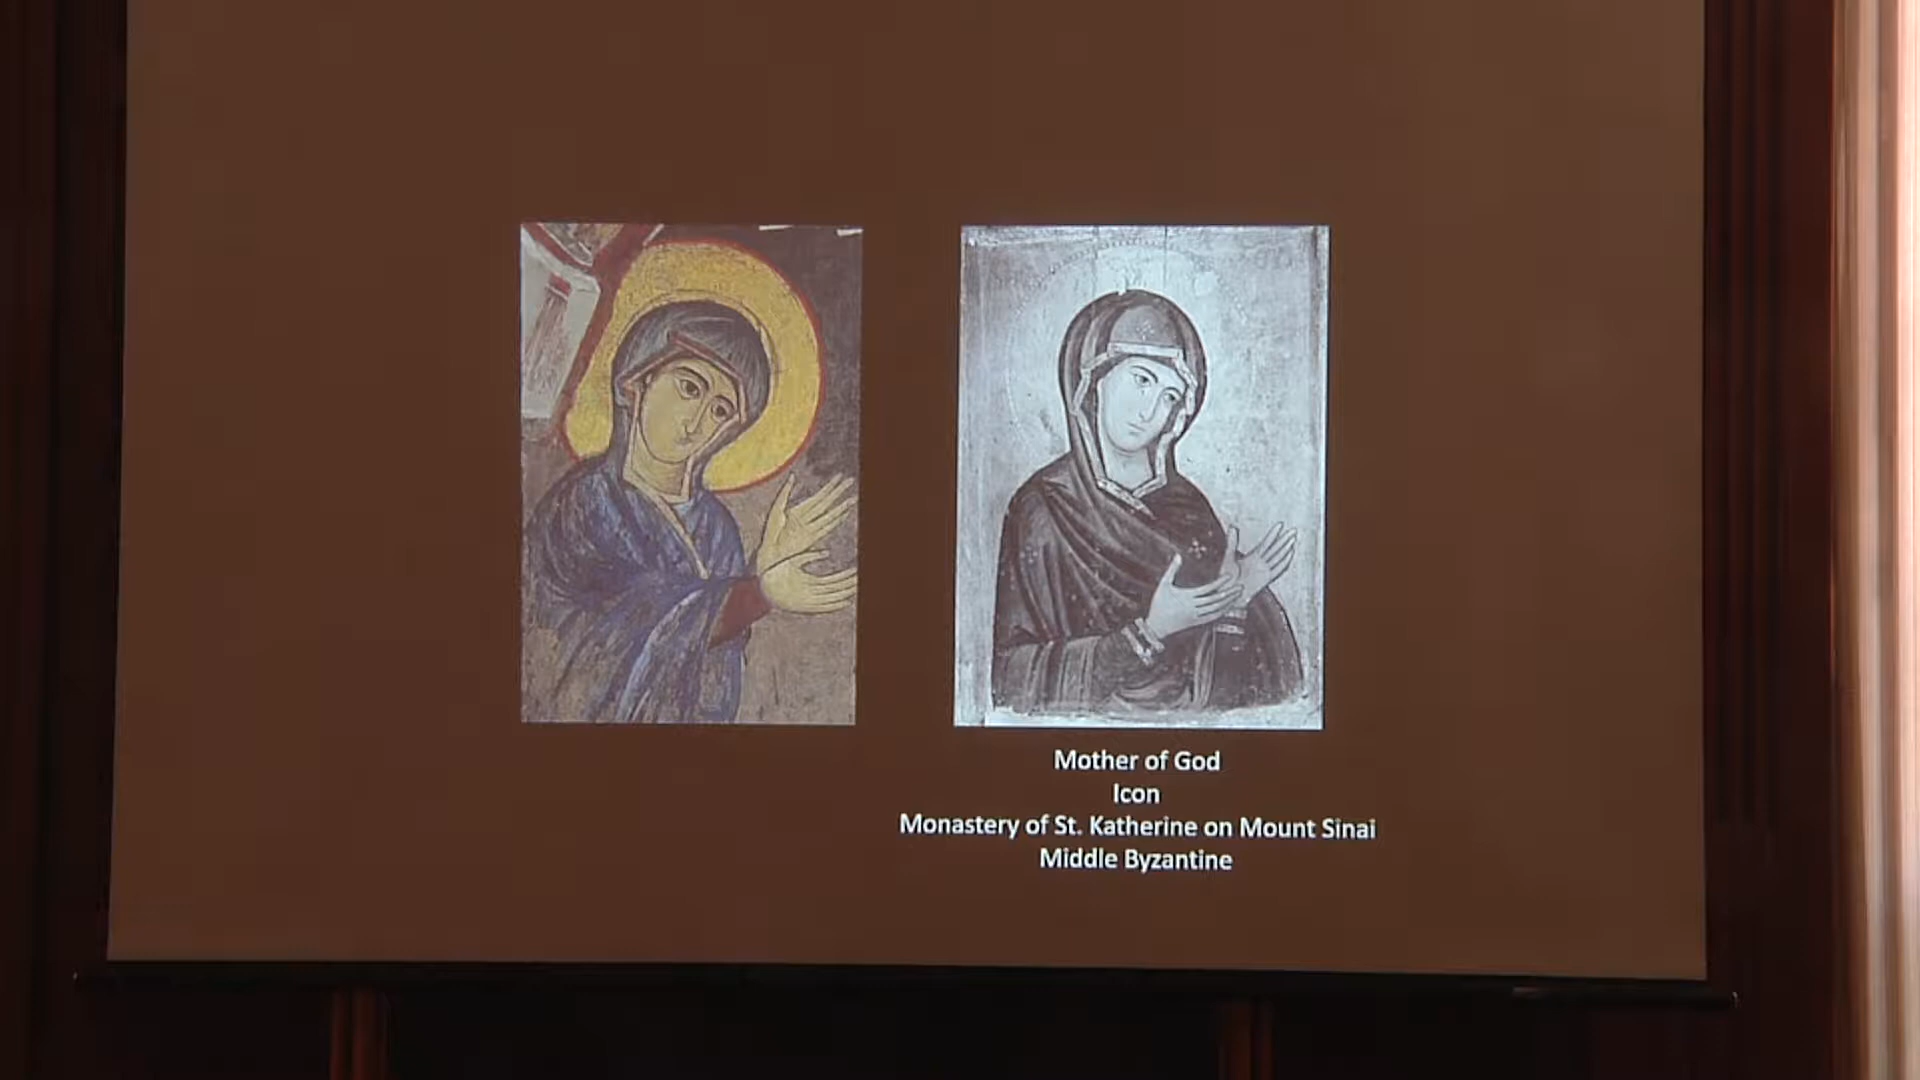 Mother of God
Icon
Monastery of St. Katherine on Mount Sinai
Middle Byzantine